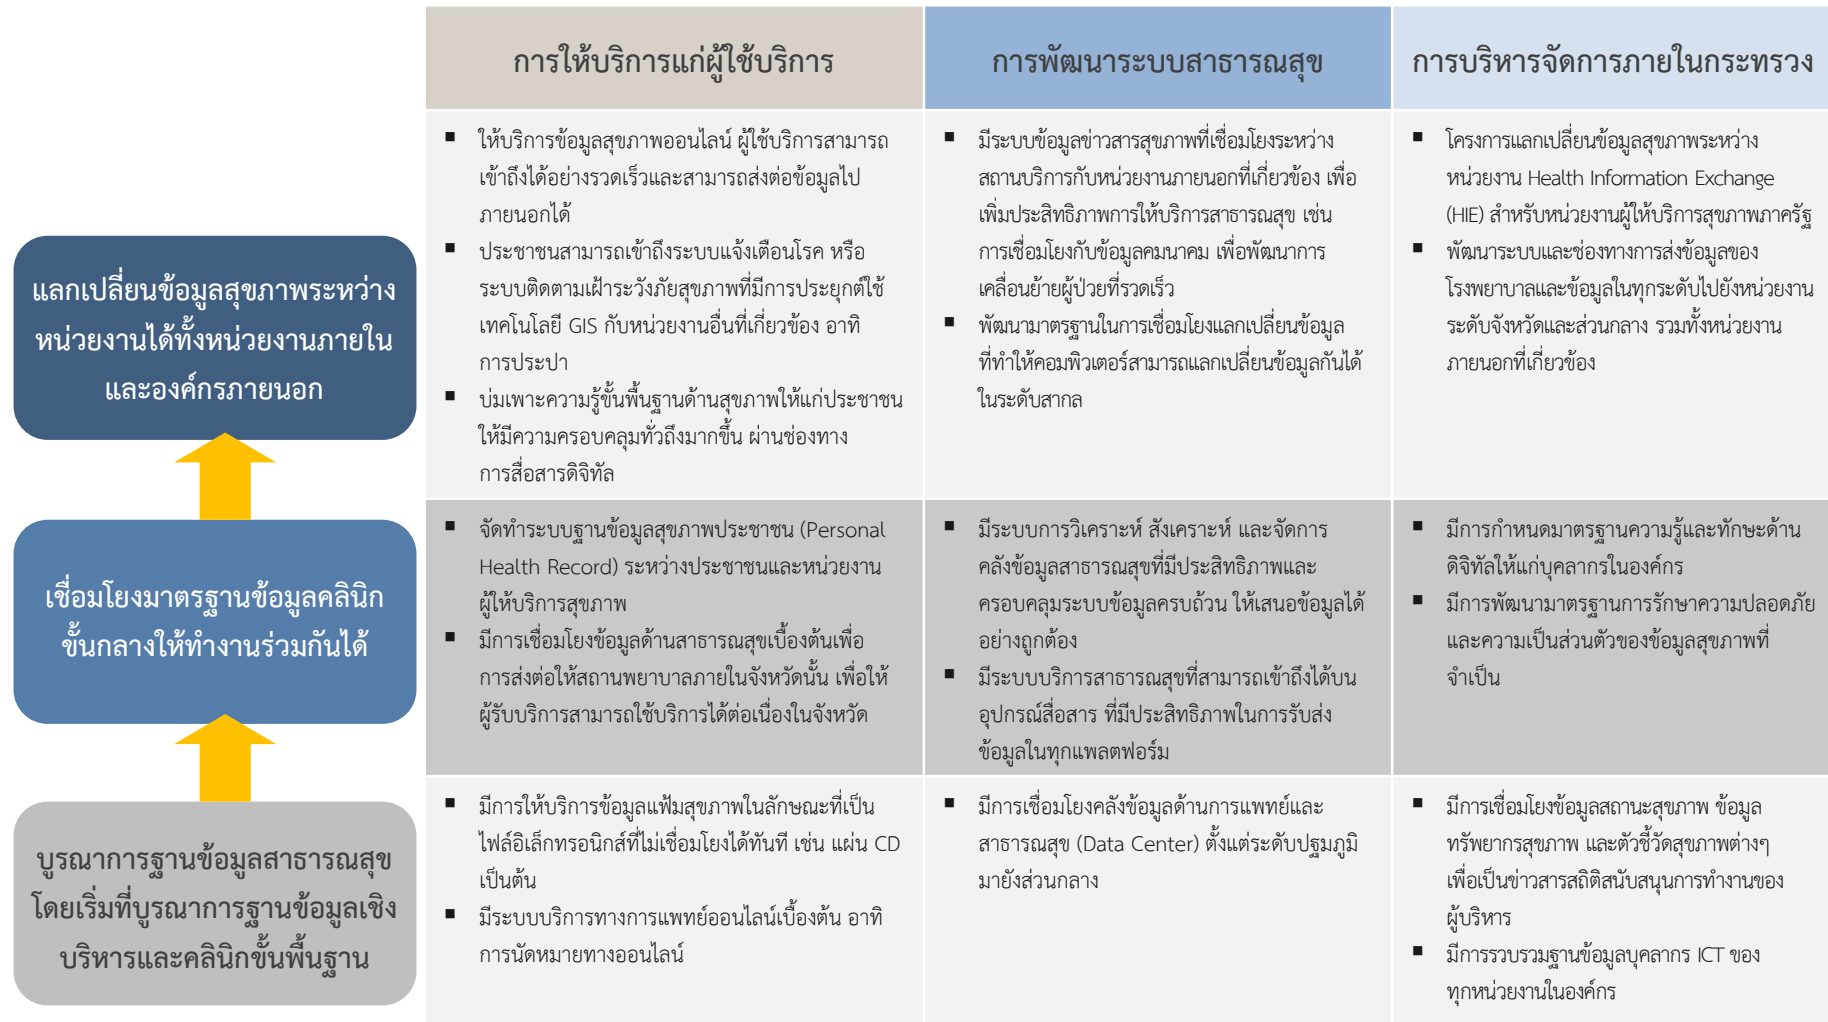 การให้บริการแก่ผู้ใช้บริการ
การพัฒนาระบบสาธารณสุข
การบริหารจัดการภายในกระทรวง
แลกเปลี่ยนข้อมูลสุขภาพระหว่าง
หน่วยงานได้ทั้งหน่วยงานภายใน
และองค์กรภายนอก
▪ ให้บริการข้อมูลสุขภาพออนไลน์ ผู้ใช้บริการสามารถ
เข้าถึงได้อย่างรวดเร็วและสามารถส่งต่อข้อมูลไป
ภายนอกได้
▪ ประชาชนสามารถเข้าถึงระบบแจ้งเตือนโรค หรือ
ระบบติดตามเฝ้าระวังภัยสุขภาพที่มีการประยุกต์ใช้
เทคโนโลยี GIS กับหน่วยงานอื่นที่เกี่ยวข้อง อาทิ
การประปา
▪ บ่มเพาะความรู้ขั้นพื้นฐานด้านสุขภาพให้แก่ประชาชน
ให้มีความครอบคลุมทั่วถึงมากขึ้น ผ่านช่องทาง
การสื่อสารดิจิทัล
▪ มีระบบข้อมูลข่าวสารสุขภาพที่เชื่อมโยงระหว่าง
สถานบริการกับหน่วยงานภายนอกที่เกี่ยวข้อง เพื่อ
เพิ่มประสิทธิภาพการให้บริการสาธารณสุข เช่น
การเชื่อมโยงกับข้อมูลคมนาคม เพื่อพัฒนาการ
เคลื่อนย้ายผู้ป่วยที่รวดเร็ว
▪ พัฒนามาตรฐานในการเชื่อมโยงแลกเปลี่ยนข้อมูล
ที่ทำให้คอมพิวเตอร์สามารถแลกเปลี่ยนข้อมูลกันได้
ในระดับสากล
▪ โครงการแลกเปลี่ยนข้อมูลสุขภาพระหว่าง
หน่วยงาน Health Information Exchange
(HIE) สำหรับหน่วยงานผู้ให้บริการสุขภาพภาครัฐ
▪ พัฒนาระบบและช่องทางการส่งข้อมูลของ
โรงพยาบาลและข้อมูลในทุกระดับไปยังหน่วยงาน
ระดับจังหวัดและส่วนกลาง รวมทั้งหน่วยงาน
ภายนอกที่เกี่ยวข้อง
เชื่อมโยงมาตรฐานข้อมูลคลินิก
ขั้นกลางให้ทำงานร่วมกันได้
▪ จัดทำระบบฐานข้อมูลสุขภาพประชาชน (Personal
Health Record) ระหว่างประชาชนและหน่วยงาน
ผู้ให้บริการสุขภาพ
▪ มีการเชื่อมโยงข้อมูลด้านสาธารณสุขเบื้องต้นเพื่อ
การส่งต่อให้สถานพยาบาลภายในจังหวัดนั้น เพื่อให้
ผู้รับบริการสามารถใช้บริการได้ต่อเนื่องในจังหวัด
▪ มีระบบการวิเคราะห์ สังเคราะห์ และจัดการ
คลังข้อมูลสาธารณสุขที่มีประสิทธิภาพและ
ครอบคลุมระบบข้อมูลครบถ้วน ให้เสนอข้อมูลได้
อย่างถูกต้อง
▪ มีระบบบริการสาธารณสุขที่สามารถเข้าถึงได้บน
อุปกรณ์สื่อสาร ที่มีประสิทธิภาพในการรับส่ง
ข้อมูลในทุกแพลตฟอร์ม
▪ มีการกำหนดมาตรฐานความรู้และทักษะด้าน
ดิจิทัลให้แก่บุคลากรในองค์กร
▪ มีการพัฒนามาตรฐานการรักษาความปลอดภัย
และความเป็นส่วนตัวของข้อมูลสุขภาพที่
จำเป็น
บูรณาการฐานข้อมูลสาธารณสุข
โดยเริ่มที่บูรณาการฐานข้อมูลเชิง
บริหารและคลินิกขั้นพื้นฐาน
▪ มีการให้บริการข้อมูลแฟ้มสุขภาพในลักษณะที่เป็น
ไฟล์อิเล็กทรอนิกส์ที่ไม่เชื่อมโยงได้ทันที เช่น แผ่น CD
เป็นต้น
▪ มีระบบบริการทางการแพทย์ออนไลน์เบื้องต้น อาทิ
การนัดหมายทางออนไลน์
▪ มีการเชื่อมโยงคลังข้อมูลด้านการแพทย์และ
สาธารณสุข (Data Center) ตั้งแต่ระดับปฐมภูมิ
มายังส่วนกลาง
▪ มีการเชื่อมโยงข้อมูลสถานะสุขภาพ ข้อมูล
ทรัพยากรสุขภาพ และตัวชี้วัดสุขภาพต่างๆ
เพื่อเป็นข่าวสารสถิติสนับสนุนการทำงานของ
ผู้บริหาร
▪ มีการรวบรวมฐานข้อมูลบุคลากร ICT ของ
ทุกหน่วยงานในองค์กร